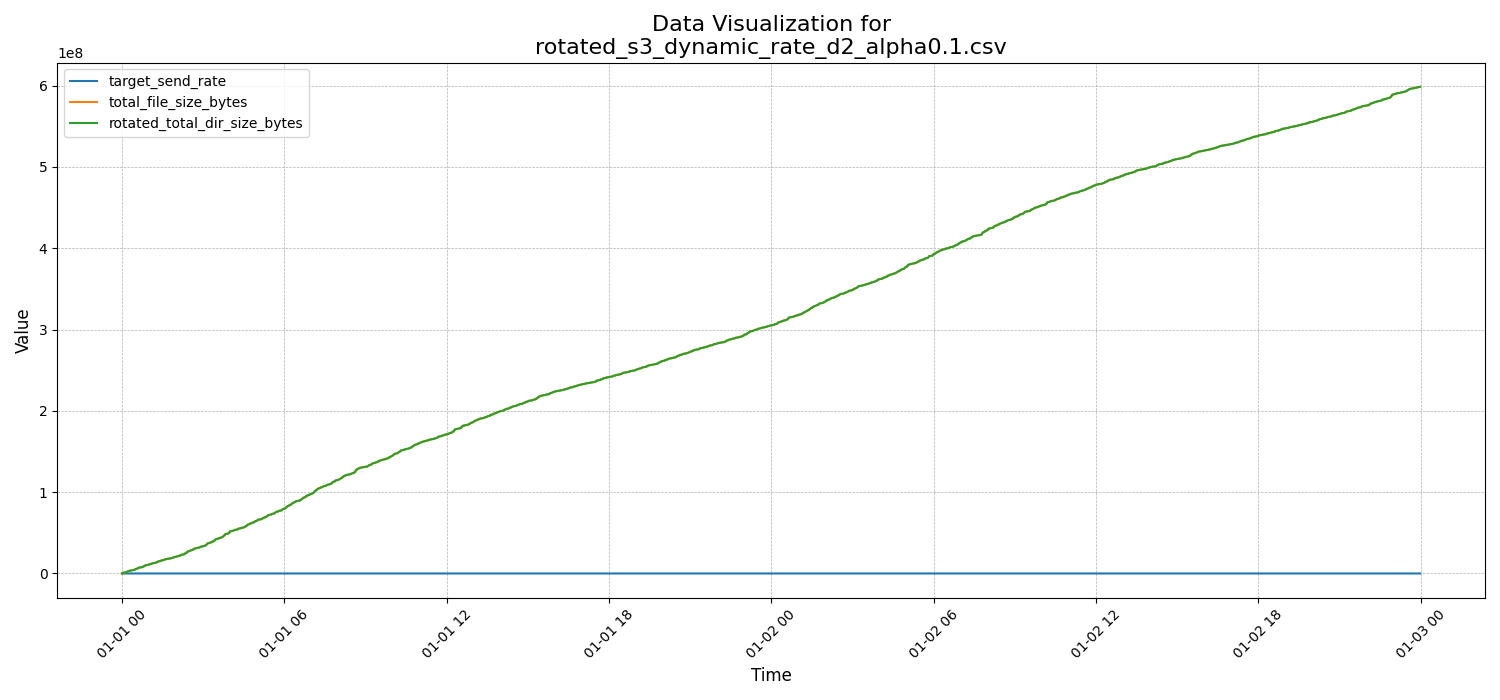 Data Visualization for
rotated_s3_dynamic_rate_d2_alpha0.1.csv
1e8
target_send_rate
total_file_size_bytes
rotated_total_dir_size_bytes
6
5
4
3
2
1
0
Value
01-01 00
01-01 06
01-01 12
01-01 18
01-02 00
01-02 06
01-02 12
01-02 18
01-03 00
Time